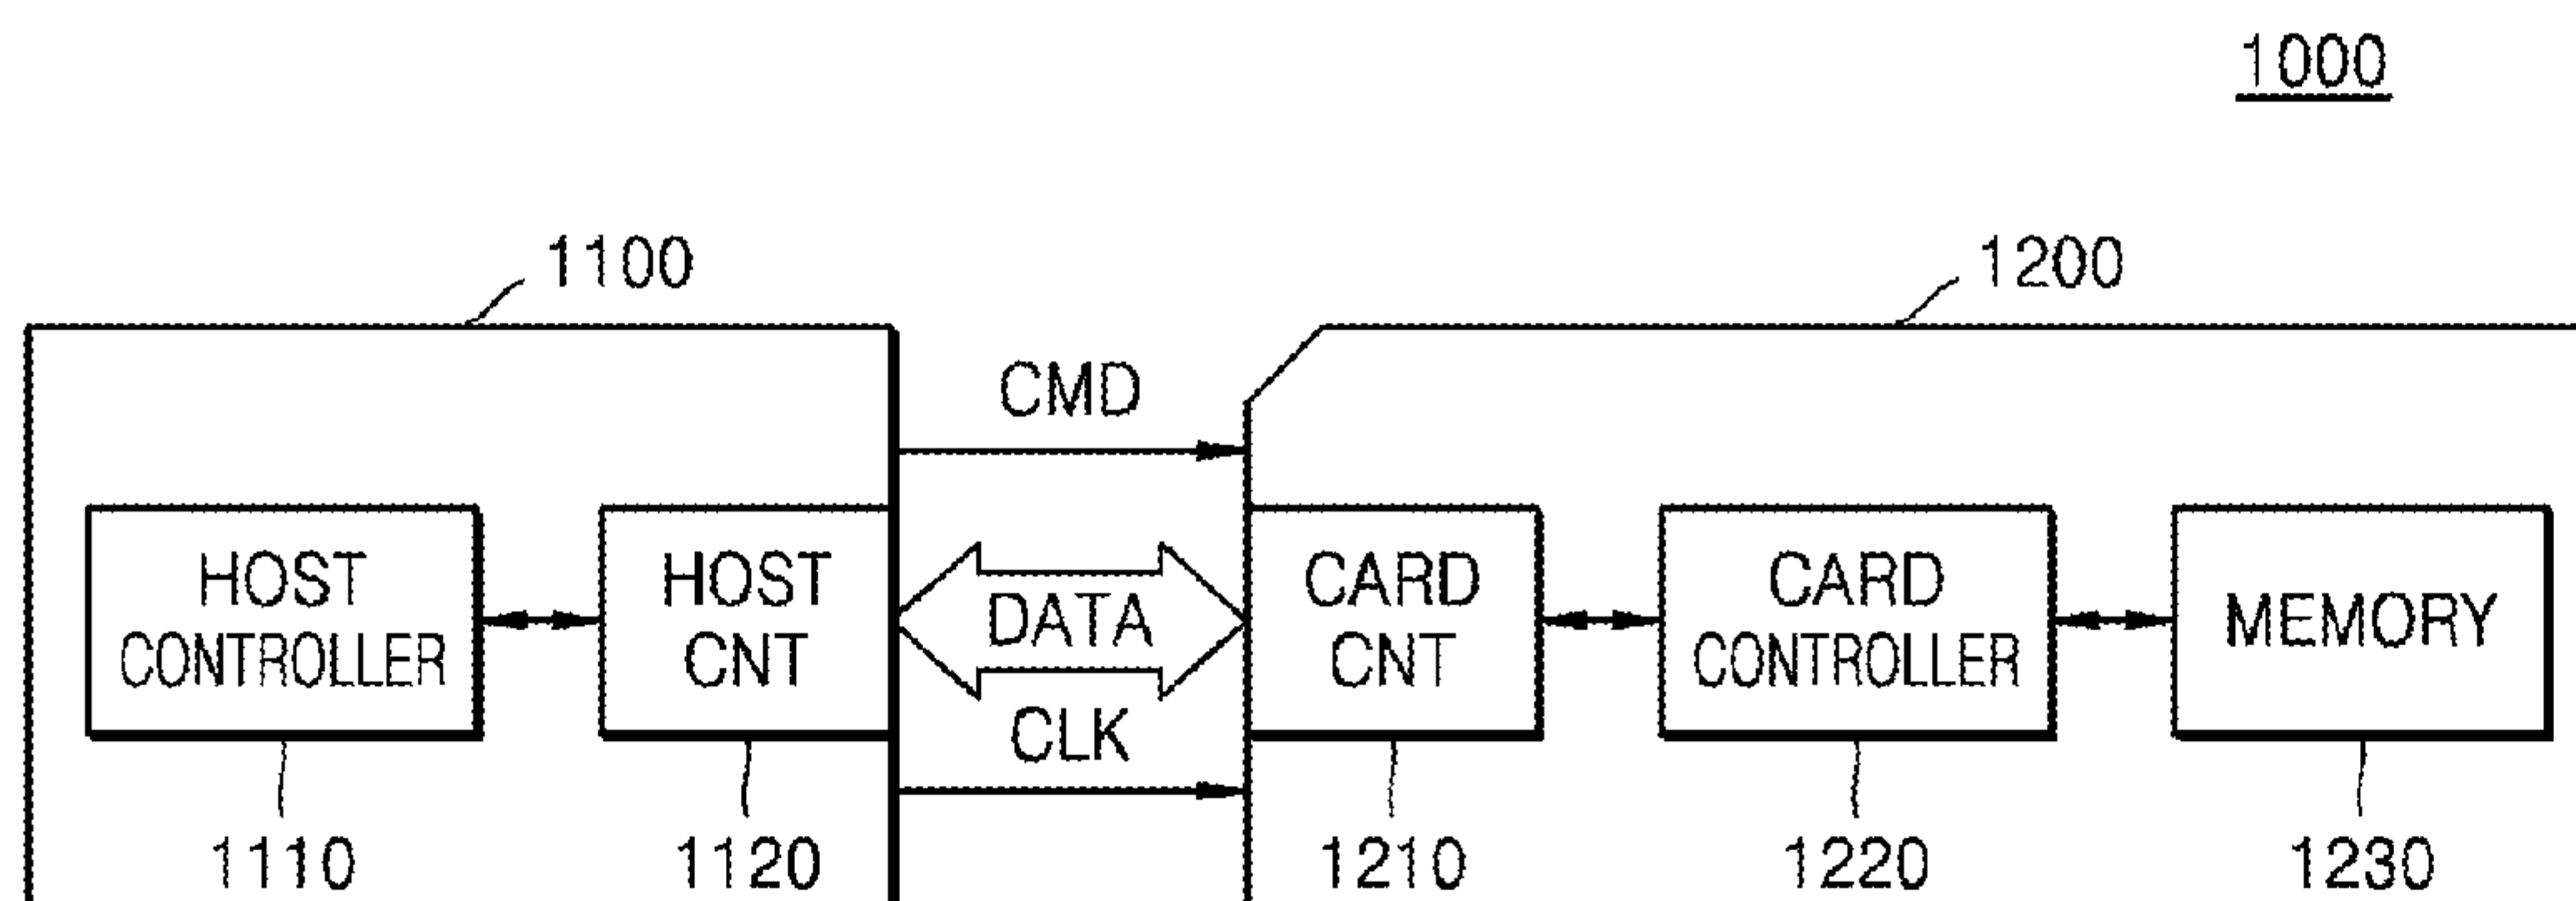 1000
1100
1200
CMD
HOST
CONTROLLER
HOST
CNT
DATA
CARD
CNT
CARD
CONTROLLER
MEMORY
CLK
1110
1120
1210
1220
1230